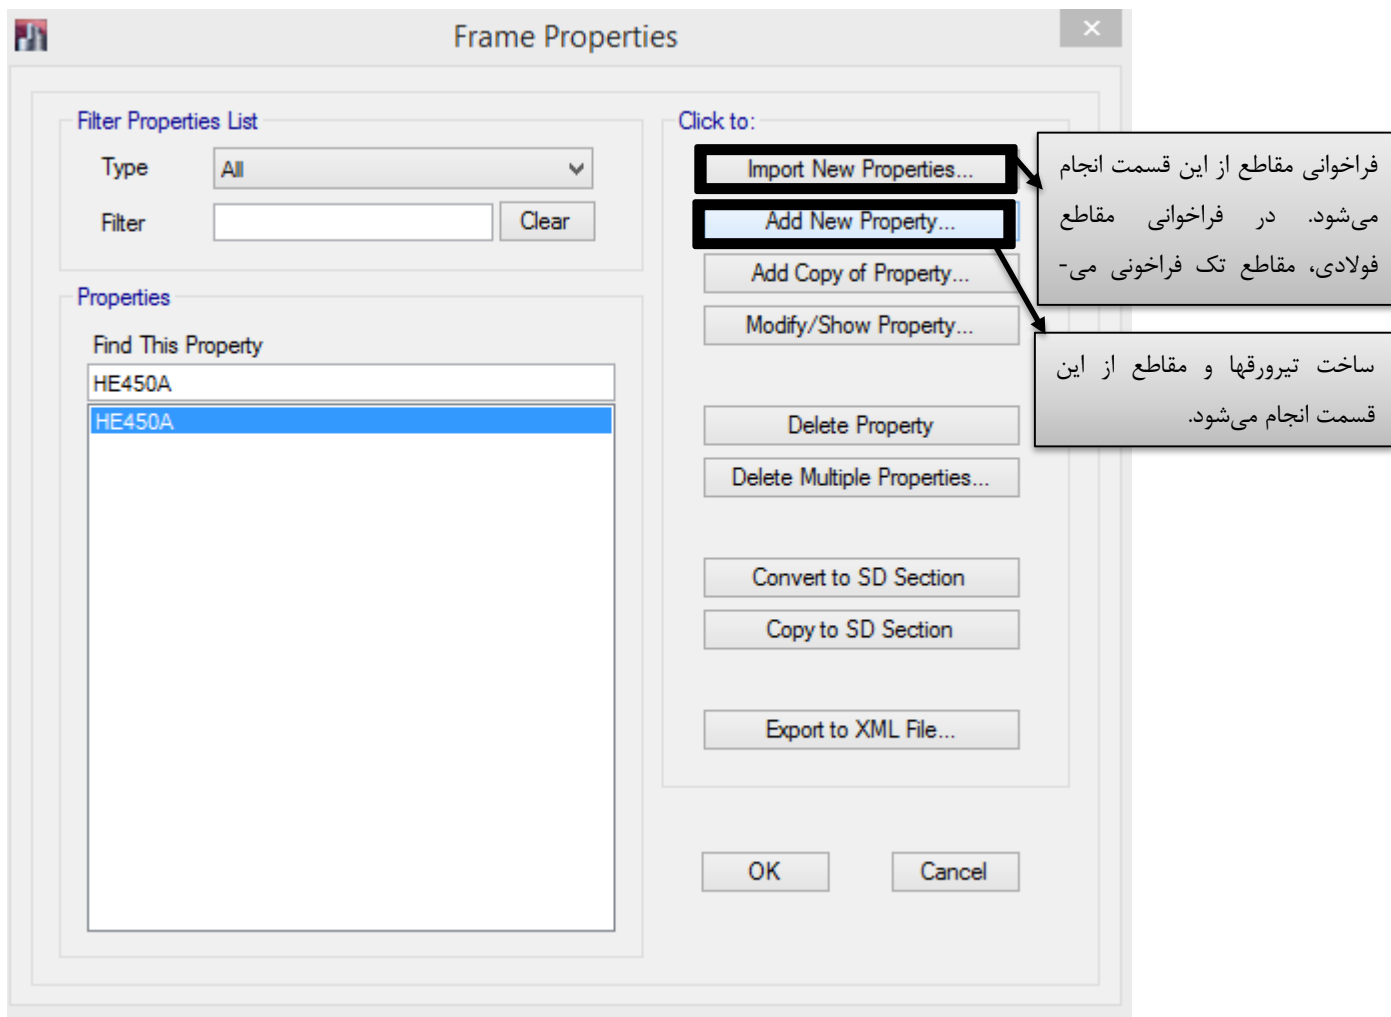 Frame Properties
Filter Properties List
Type
All
Filter
Clear
Properties
Find This Property
HE450A
HE450A
Click to:
Import New Properties...
Add New Property...
Add Copy of Property...
Modify/Show Property...
Delete Property
Delete Multiple Properties...
Convert to SD Section
Copy to SD Section
Export to XML File...
OK
Cancel
فراخوانی مقاطع از این قسمت انجام
می‌شود. در فراخوانی مقاطع
فولادی، مقاطع تک فراخونی می-
ساخت تیرورقها و مقاطع از این
قسمت انجام می‌شود.